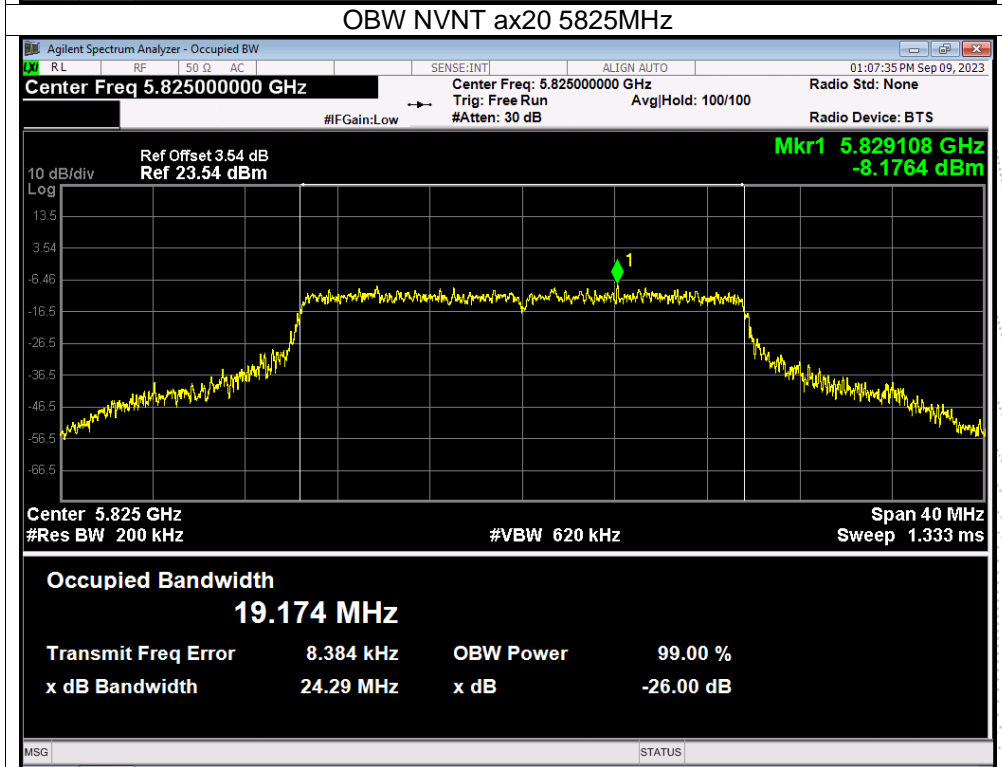 OBW NVNT ax20 5825MHz
Agilent Spectrum Analyzer - Occupied BW
LXI RL RF 50 Ω AC SENSE:INT ALIGN AUTO 01:07:35 PM Sep 09, 2023
Center Freq 5.825000000 GHz Center Freq: 5.825000000 GHz Radio Std: None
Trig: Free Run Avg|Hold: 100/100
#IFGain:Low #Atten: 30 dB Radio Device: BTS
Mkr1 5.829108 GHz
-8.1764 dBm
Ref Offset 3.54 dB
10 dB/div Ref 23.54 dBm
Log
13.5
3.54
1
-6.46
-16.5
-26.5
-36.5
-46.5
-56.5
-66.5
Center 5.825 GHz Span 40 MHz
#Res BW 200 kHz #VBW 620 kHz Sweep 1.333 ms
Occupied Bandwidth
19.174 MHz
Transmit Freq Error 8.384 kHz OBW Power 99.00 %
x dB Bandwidth 24.29 MHz x dB -26.00 dB
MSG STATUS